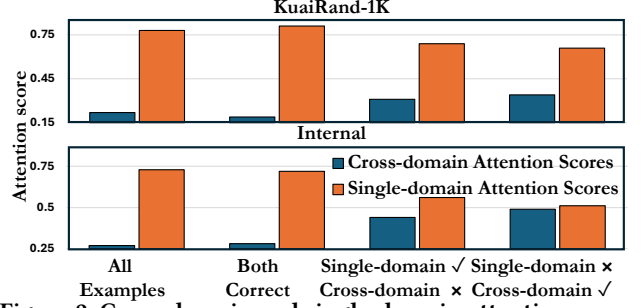 KuaiRand-1K
0.75
0.45
0.15
Attention score
Internal
0.75
0.5
0.25
Cross-domain Attention Scores
Single-domain Attention Scores
All Examples
Both Correct
Single-domain ✓ Cross-domain ×
Single-domain × Cross-domain ✓